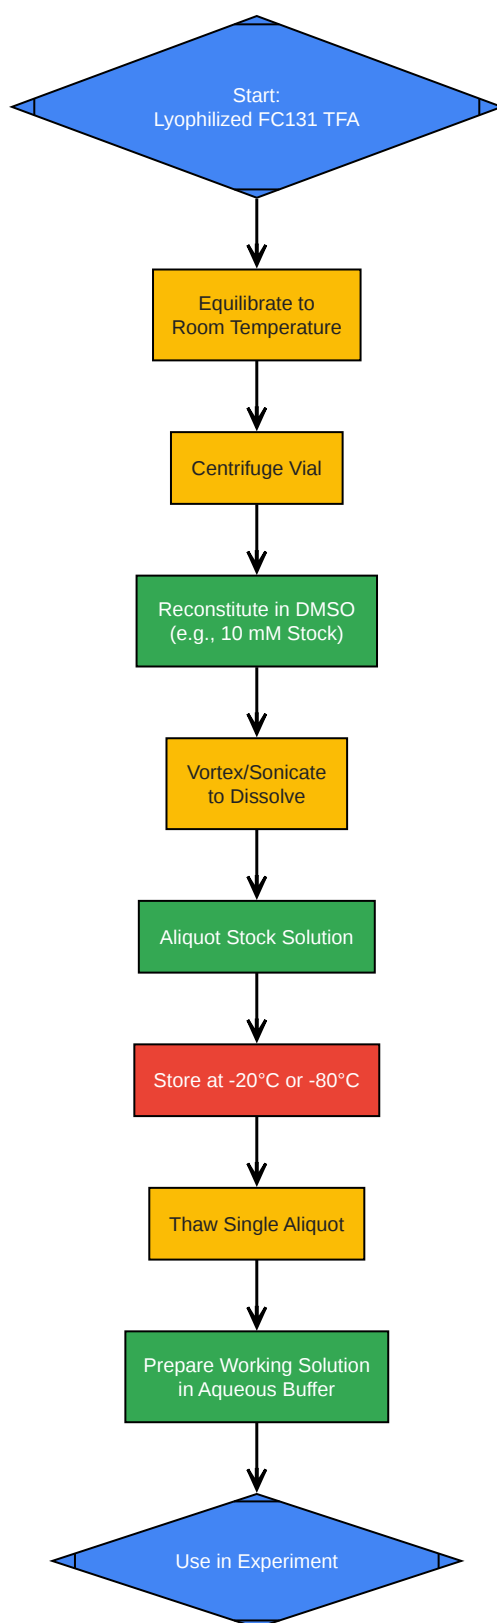 Start:
Lyophilized FC131 TFA
Equilibrate to
Room Temperature
Centrifuge Vial
Reconstitute in DMSO
(e.g., 10 mM Stock)
Vortex/Sonicate
to Dissolve
Aliquot Stock Solution
Store at -20°C or -80°C
Thaw Single Aliquot
Prepare Working Solution
in Aqueous Buffer
Use in Experiment